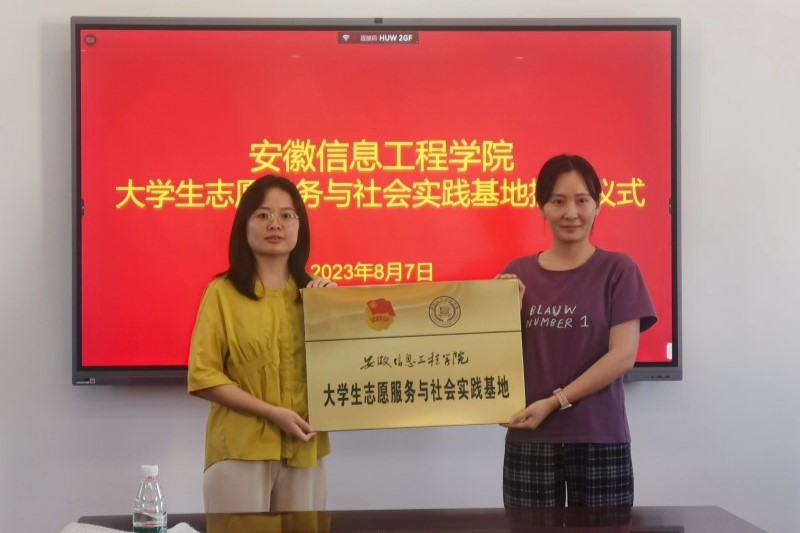 HUW 2GF
安徽信息工程学院
大学生志愿服务与社会实践基地 仪式
2023年8月7日
安徽信息工程学院
大学生志愿服务与社会实践基地
BLAUW
NUMBER 1